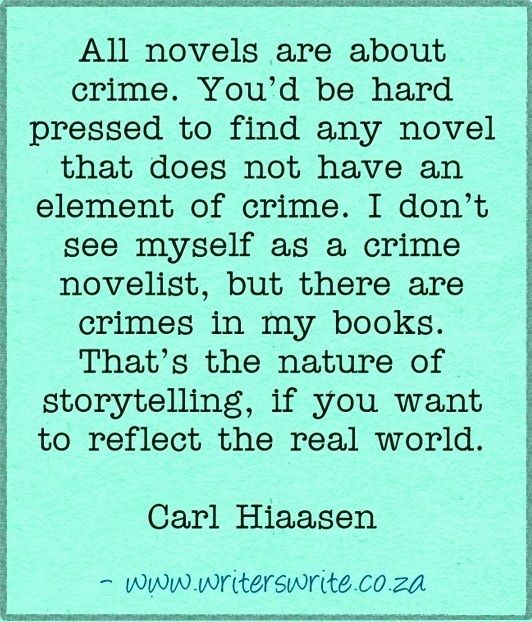 All novels are about
crime. You'd be hard
pressed to find any novel
that does not have an
element of crime. I don't
see myself as a crime
novelist, but there are
crimes in my books.
That's the nature of
storytelling, if you want
to reflect the real world.
Carl Hiaasen
- www.writerswrite.co.za